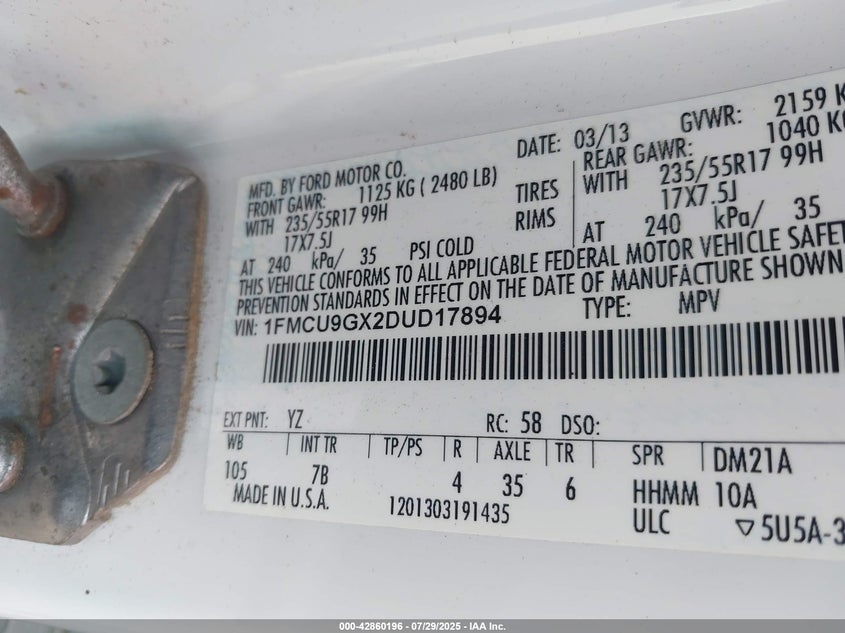 MFD. BY FORD MOTOR CO. DATE: 03/13 GVWR: 2159 K
FRONT GAWR: 1125 KG ( 2480 LB) REAR GAWR: 1040 KG
WITH 235/55R17 99H TIRES WITH 235/55R17 99H
17X7.5J RIMS 17X7.5J
AT 240 kPa/ 35 PSI COLD AT 240 kPa/ 35
THIS VEHICLE CONFORMS TO ALL APPLICABLE FEDERAL MOTOR VEHICLE SAFET
PREVENTION STANDARDS IN EFFECT ON THE DATE OF MANUFACTURE SHOWN
VIN: 1FMCU9GX2DUD17894 TYPE: MPV
EXT PNT: YZ RC: 58 DSO:
WB INT TR TP/PS R AXLE TR SPR DM21A
105 7B 4 35 6 HHMM 10A
MADE IN U.S.A. 1201303191435 ULC 5U5A-3
000-42860196 - 07/29/2025 - IAA Inc.